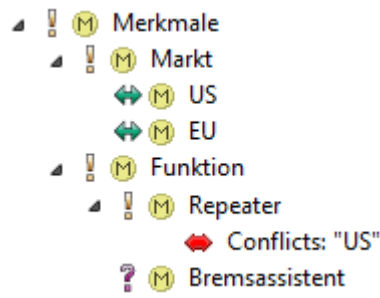 ! M Merkmale
! M Markt
M US
M EU
! M Funktion
! M Repeater
Conflicts: "US"
? M Bremsassistent